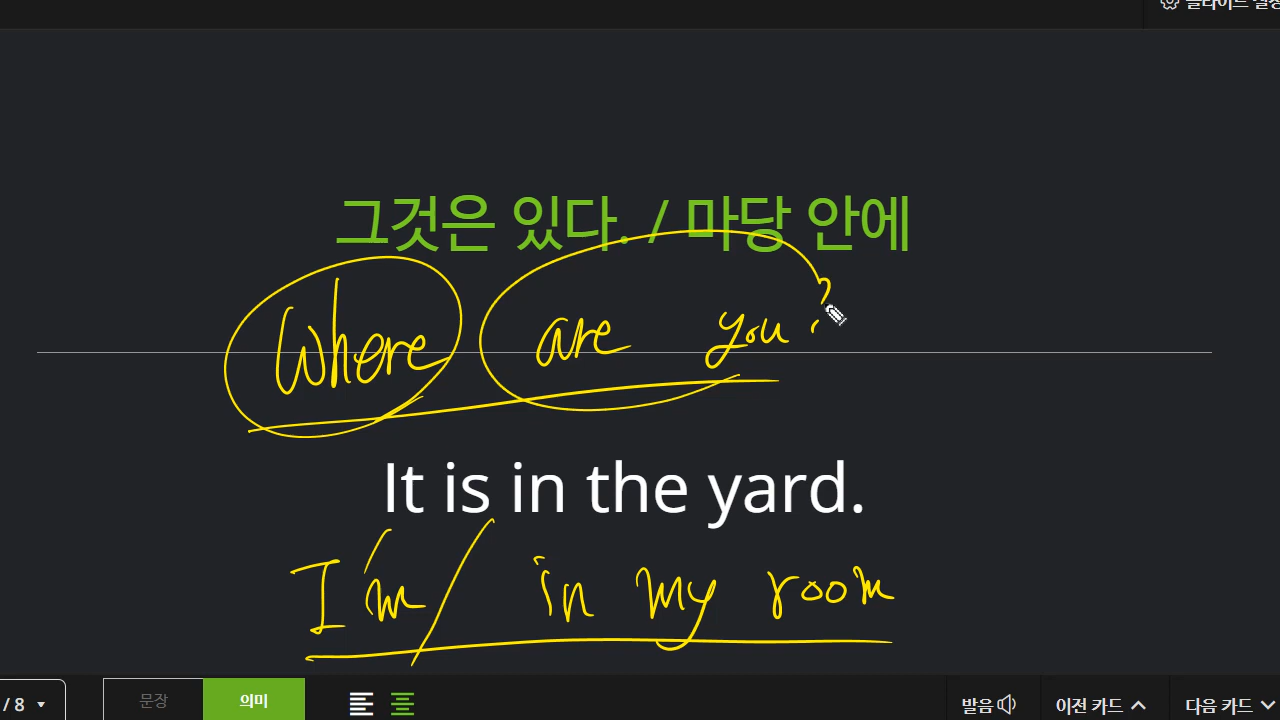 그것은 있다. / 마당 안에
Where are you?
It is in the yard.
I'm / in my room
/ 8 ▼ 문장 의미 발음 이전 카드 다음 카드